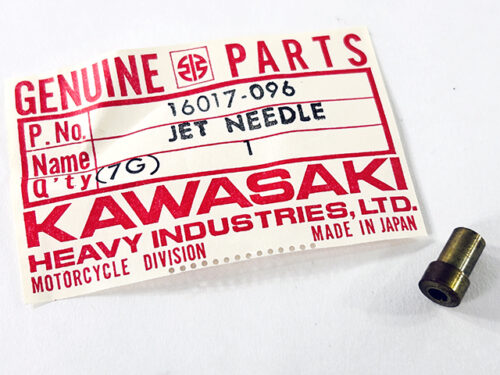 GENUINE PARTS
P. No. 16017-096
Name JET NEEDLE
Q'ty (7G) 1
KAWASAKI
HEAVY INDUSTRIES, LTD.
MOTORCYCLE DIVISION MADE IN JAPAN